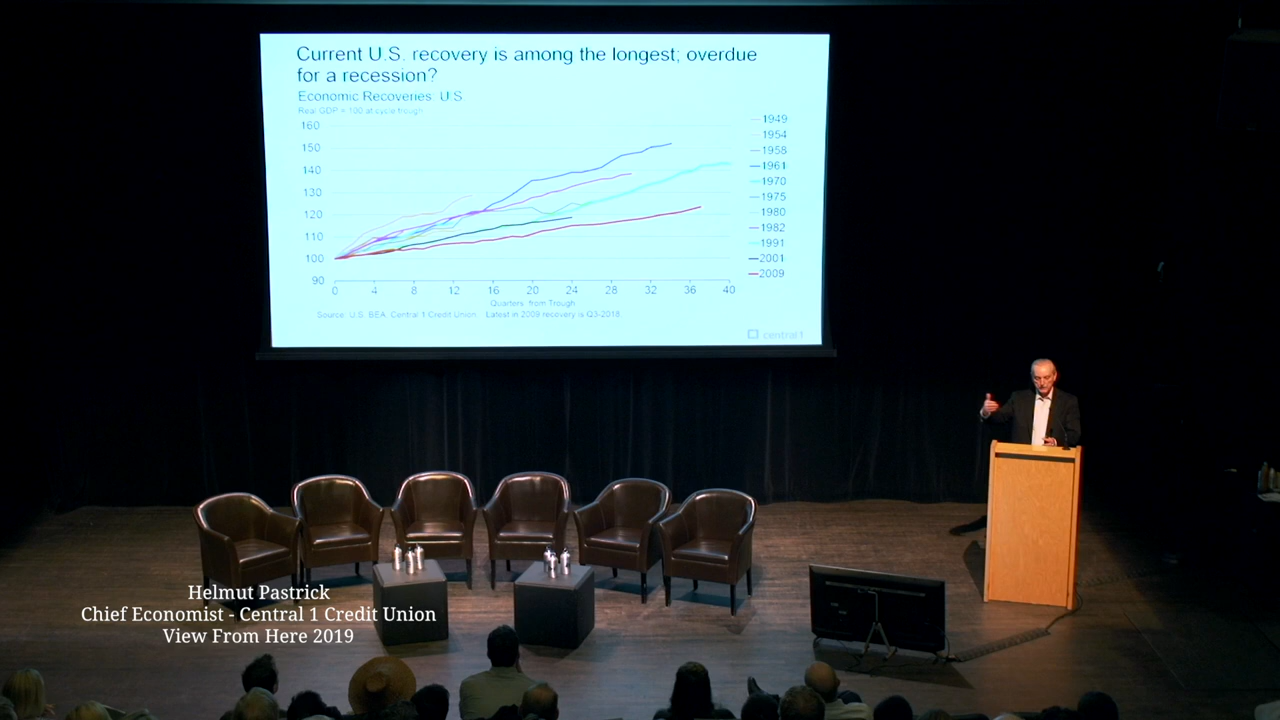 Current U.S. recovery is among the longest; overdue
for a recession?
Economic Recoveries U.S.
Real GDP = 100 at cycle trough
160
150
140
130
120
110
100
90
0 4 8 12 16 20 24 28 32 36 40
Quarters from Trough
1949
1954
1958
1961
1970
1975
1980
1982
1991
2001
2009
Source: U.S. BEA, Central 1 Credit Union Latest in 2009 recovery is Q3-2018.
central1
Helmut Pastrick
Chief Economist - Central 1 Credit Union
View From Here 2019